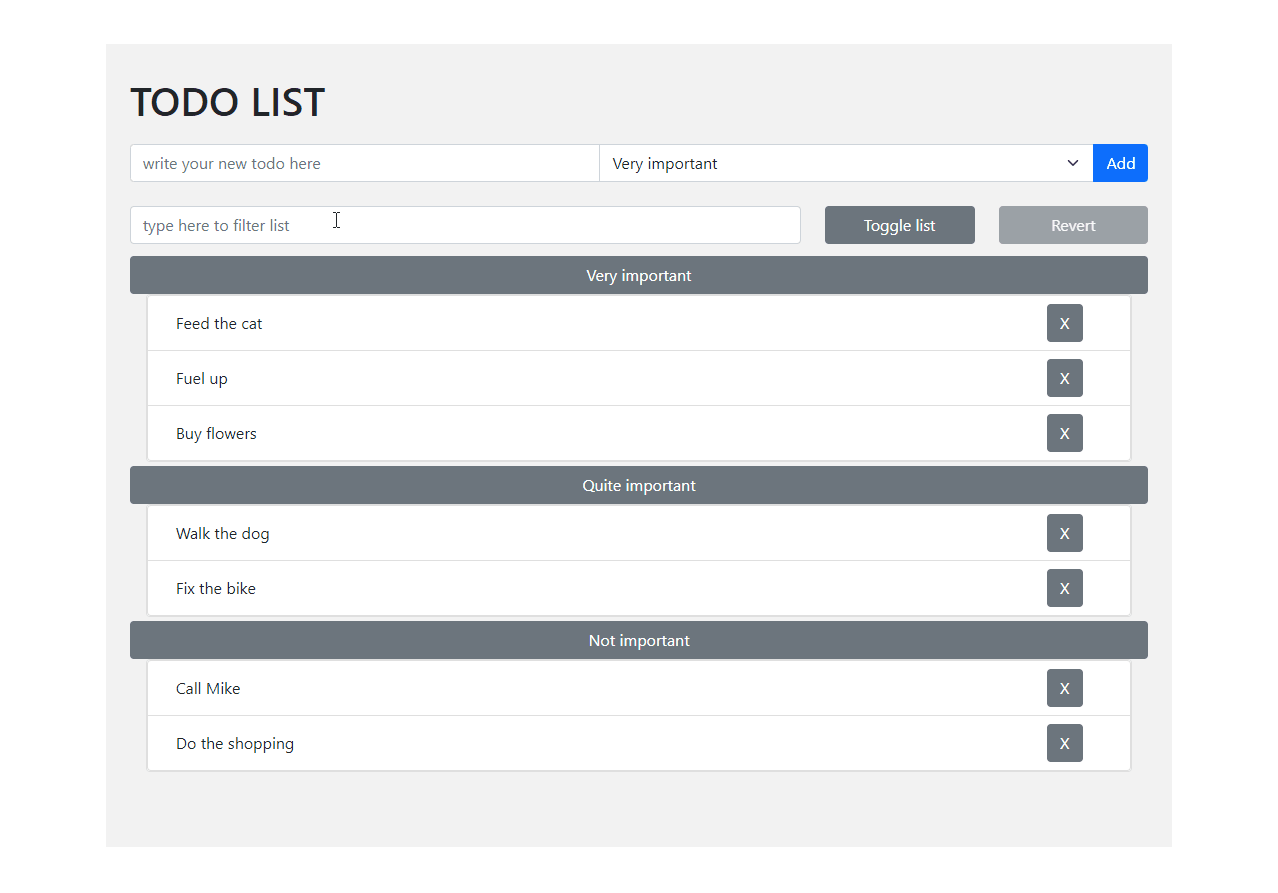 TODO LIST
write your new todo here Very important Add
type here to filter list Toggle list Revert
Very important
Feed the cat X
Fuel up X
Buy flowers X
Quite important
Walk the dog X
Fix the bike X
Not important
Call Mike X
Do the shopping X